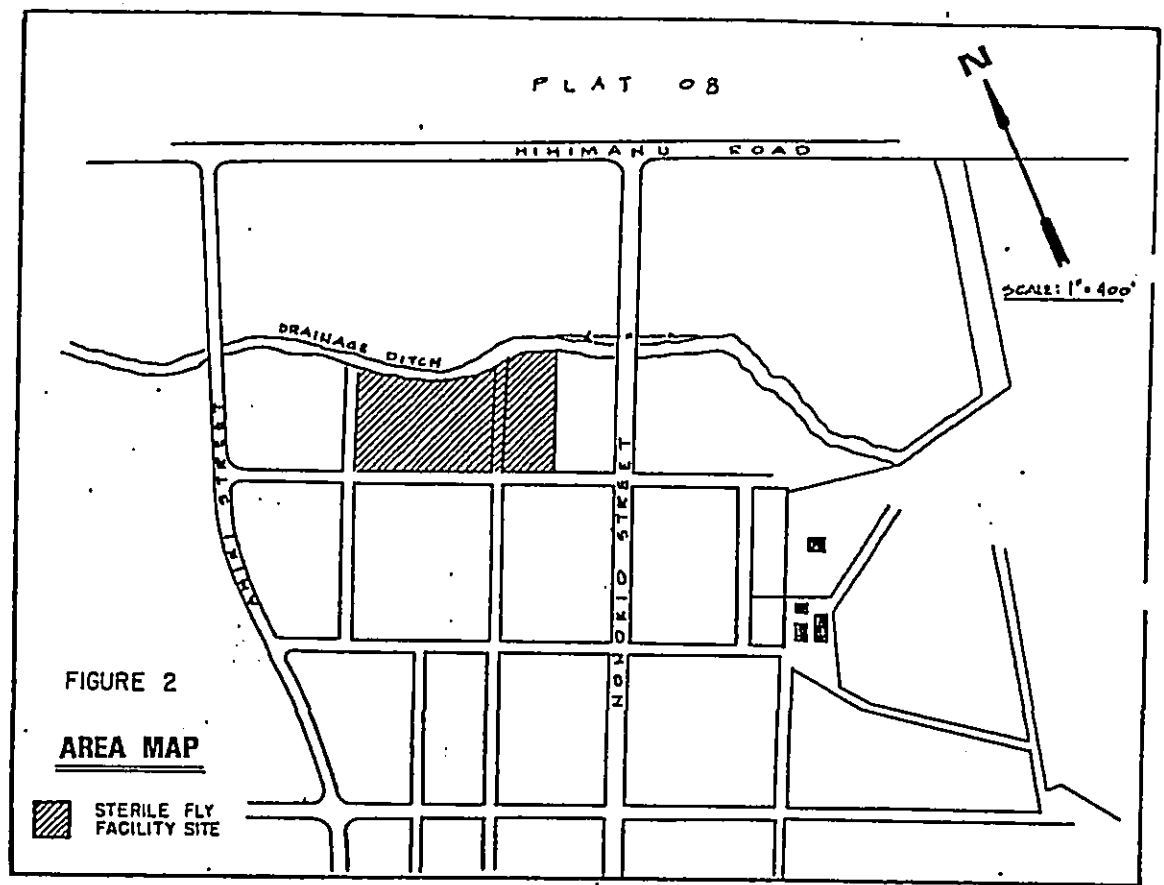 PLAT 08
N
HIHIMANU ROAD
SCALE: 1" = 400'
DRAINAGE DITCH
STREET
NONOKIO STREET
FIGURE 2
AREA MAP
STERILE FLY
FACILITY SITE